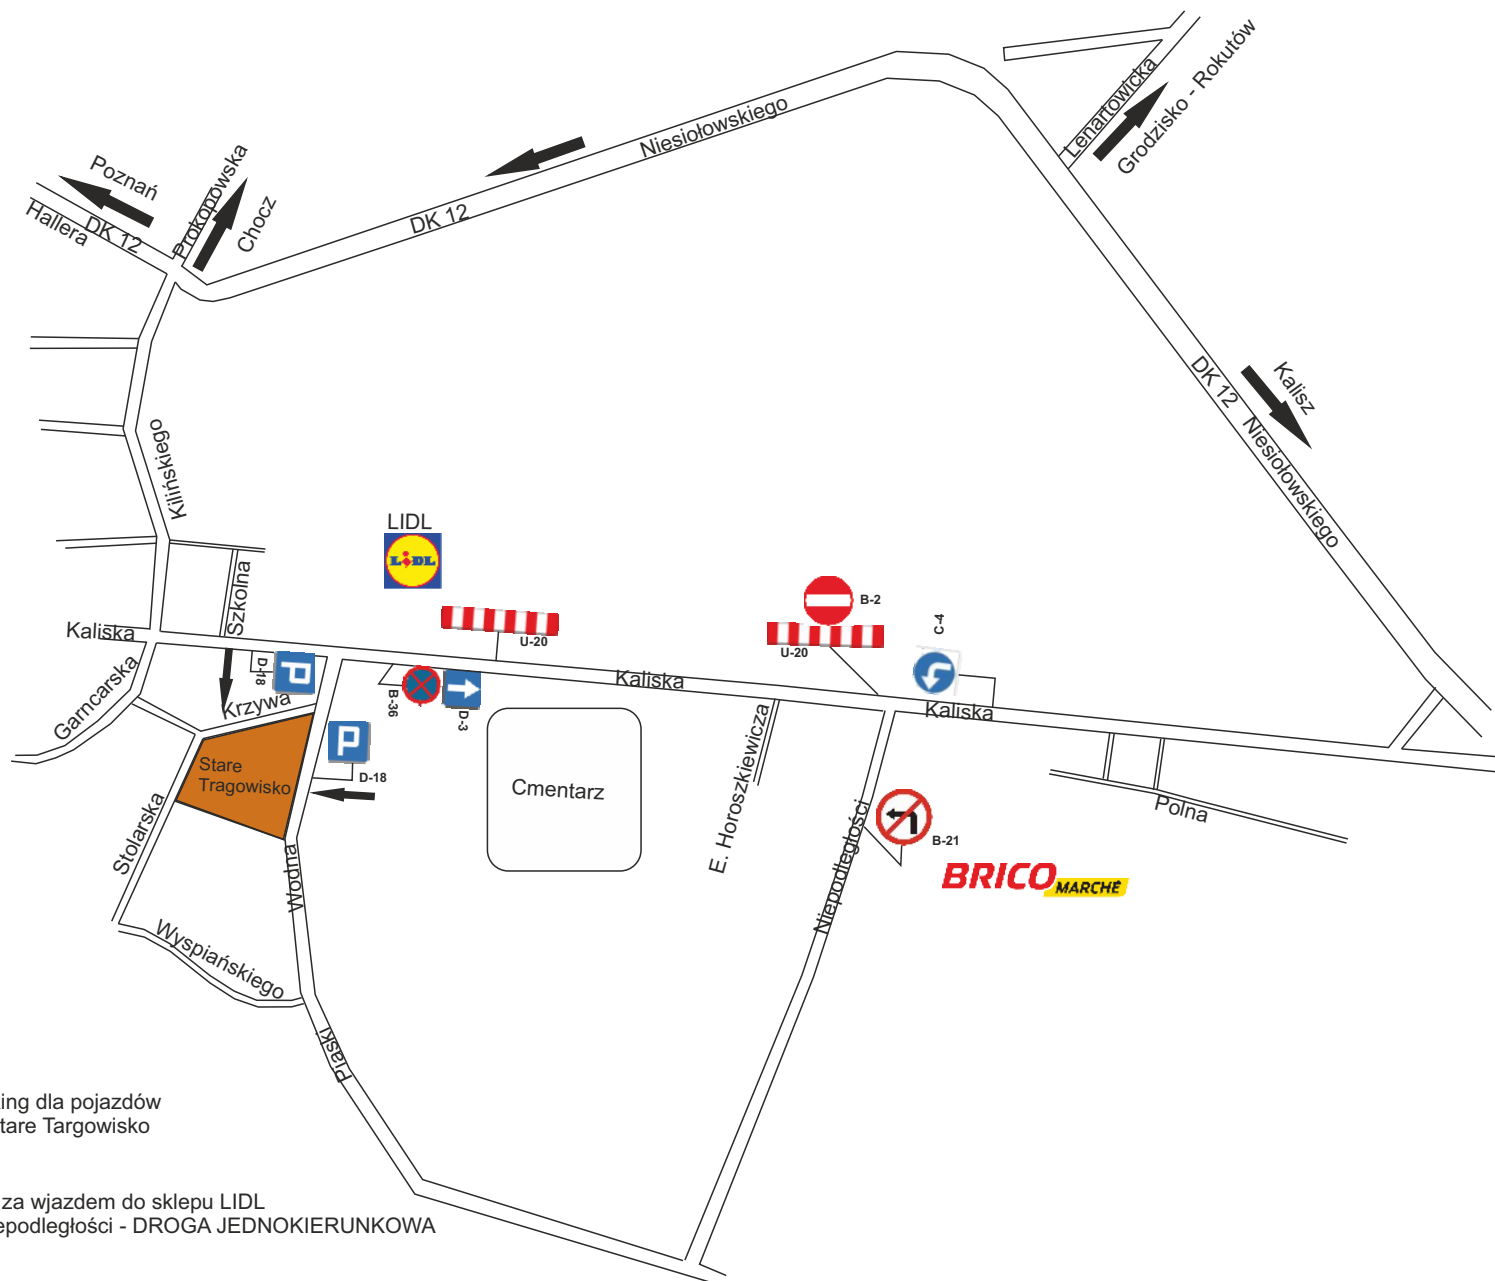 Lenartowicka
Grodzisko - Rokutów
Niesiołowskiego
DK 12
Poznań
Prokopowska
Chocz
Hallera
DK 12
DK 12
Kalisz
Niesiołowskiego
Kilińskiego
LIDL
LIDL
Szkolna
U-20
B-2
U-20
C-4
Kaliska
Garncarska
D-18
P
Krzywa
B-36
D-3
Kaliska
Kaliska
P
D-18
Stare
Tragowisko
Cmentarz
E. Horoszkiewicza
Niepodległości
Polna
B-21
BRICO
MARCHÉ
Stolarska
Wodna
Wyspiańskiego
Piaski
ing dla pojazdów
tare Targowisko
za wjazdem do sklepu LIDL
epodległości - DROGA JEDNOKIERUNKOWA